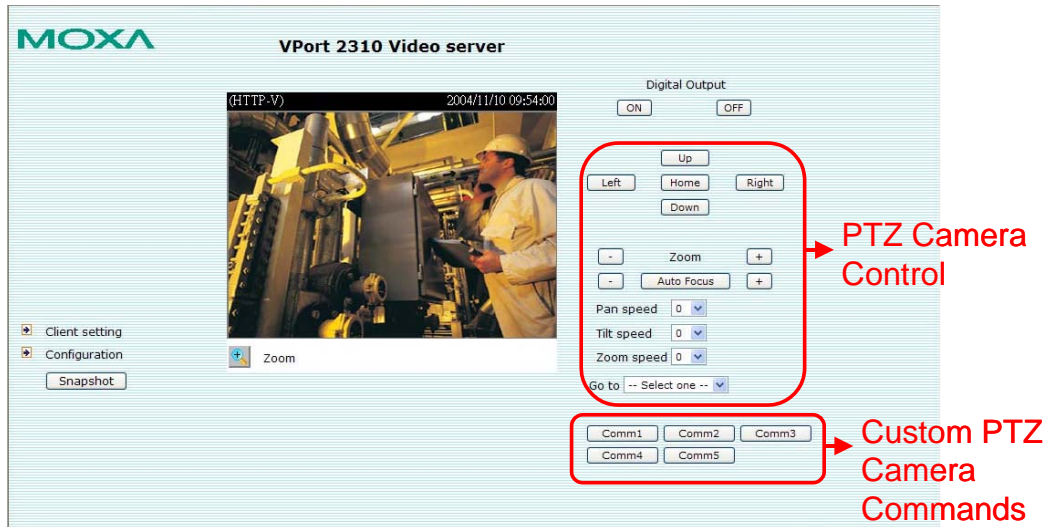 MOXA
VPort 2310 Video server
(HTTP-V) 2004/11/10 09:54:00
Zoom
Client setting
Configuration
Snapshot
Digital Output
ON OFF
Up
Left Home Right
Down
- Zoom +
- Auto Focus +
Pan speed 0
Tilt speed 0
Zoom speed 0
Go to -- Select one --
PTZ Camera
Control
Comm1 Comm2 Comm3
Comm4 Comm5
Custom PTZ
Camera
Commands